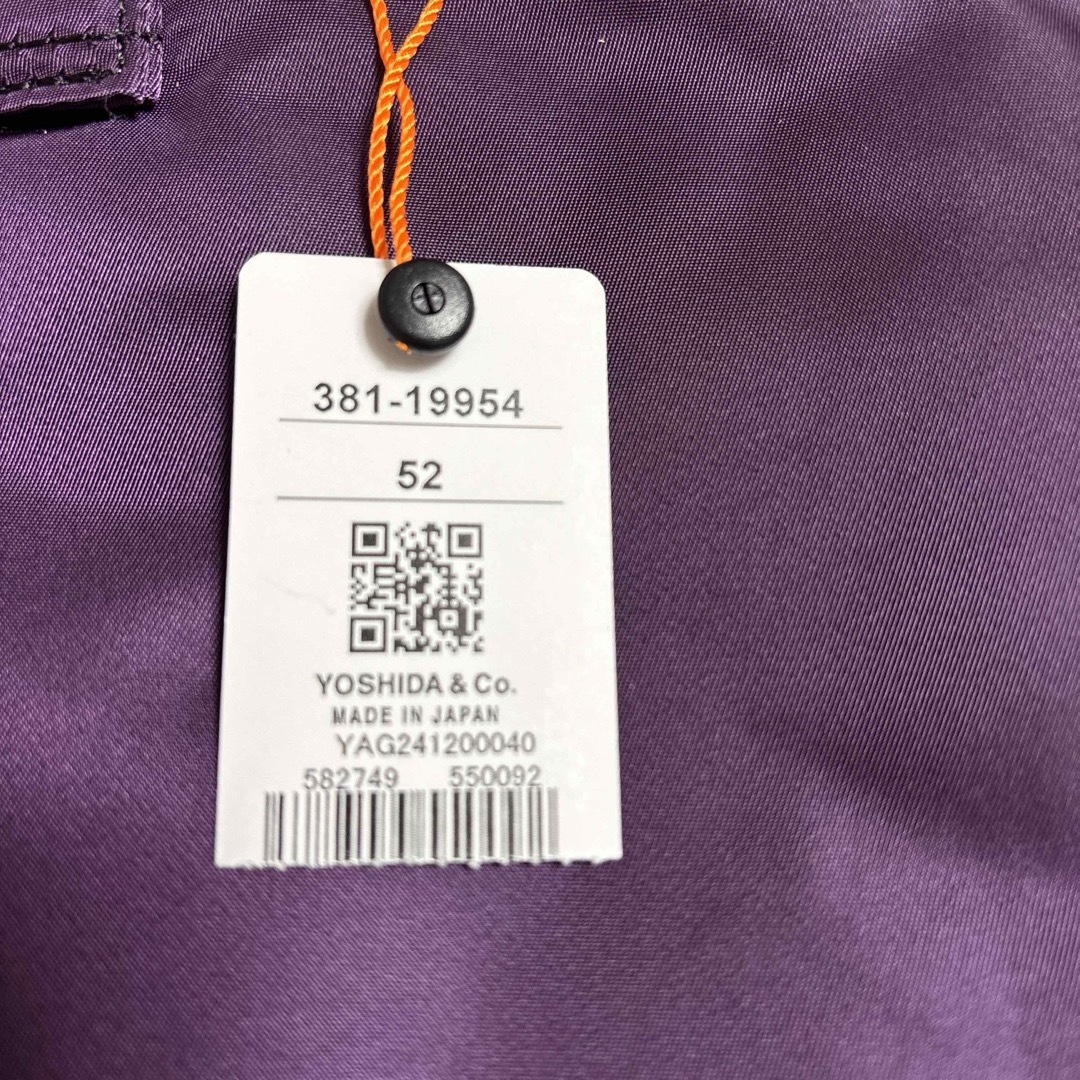 381-19954
52
YOSHIDA & Co.
MADE IN JAPAN
YAG241200040
582749 550092